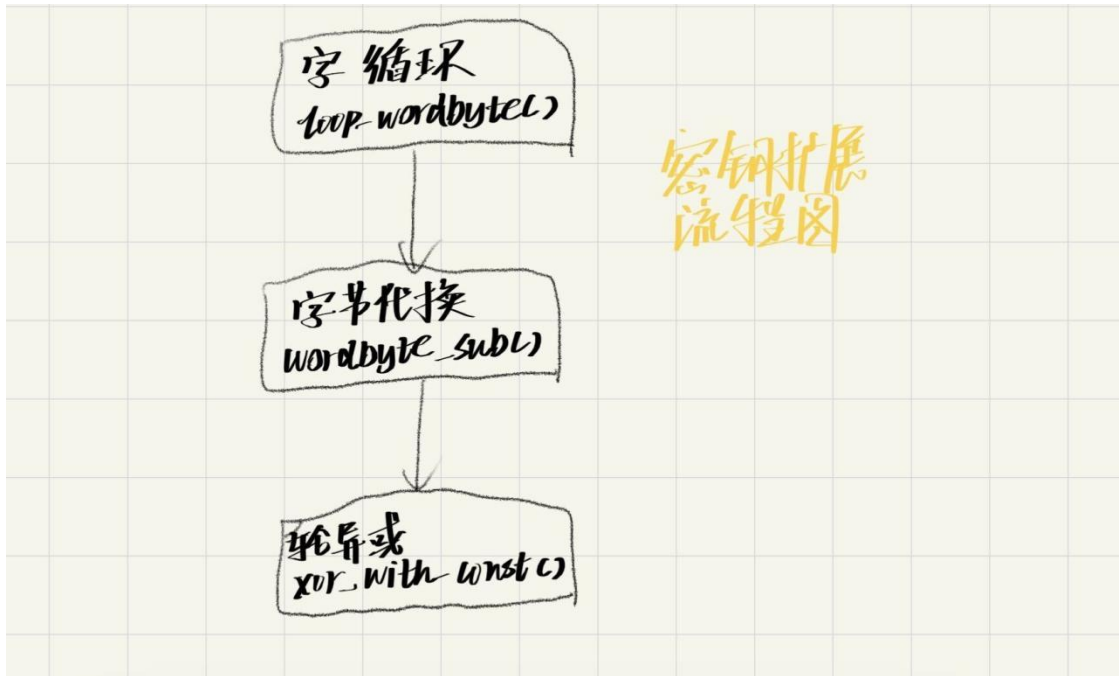 字循环
loop_wordbyte()
密钥扩展
流程图
字节代换
wordbyte_sub()
轮异或
xor_with_const()